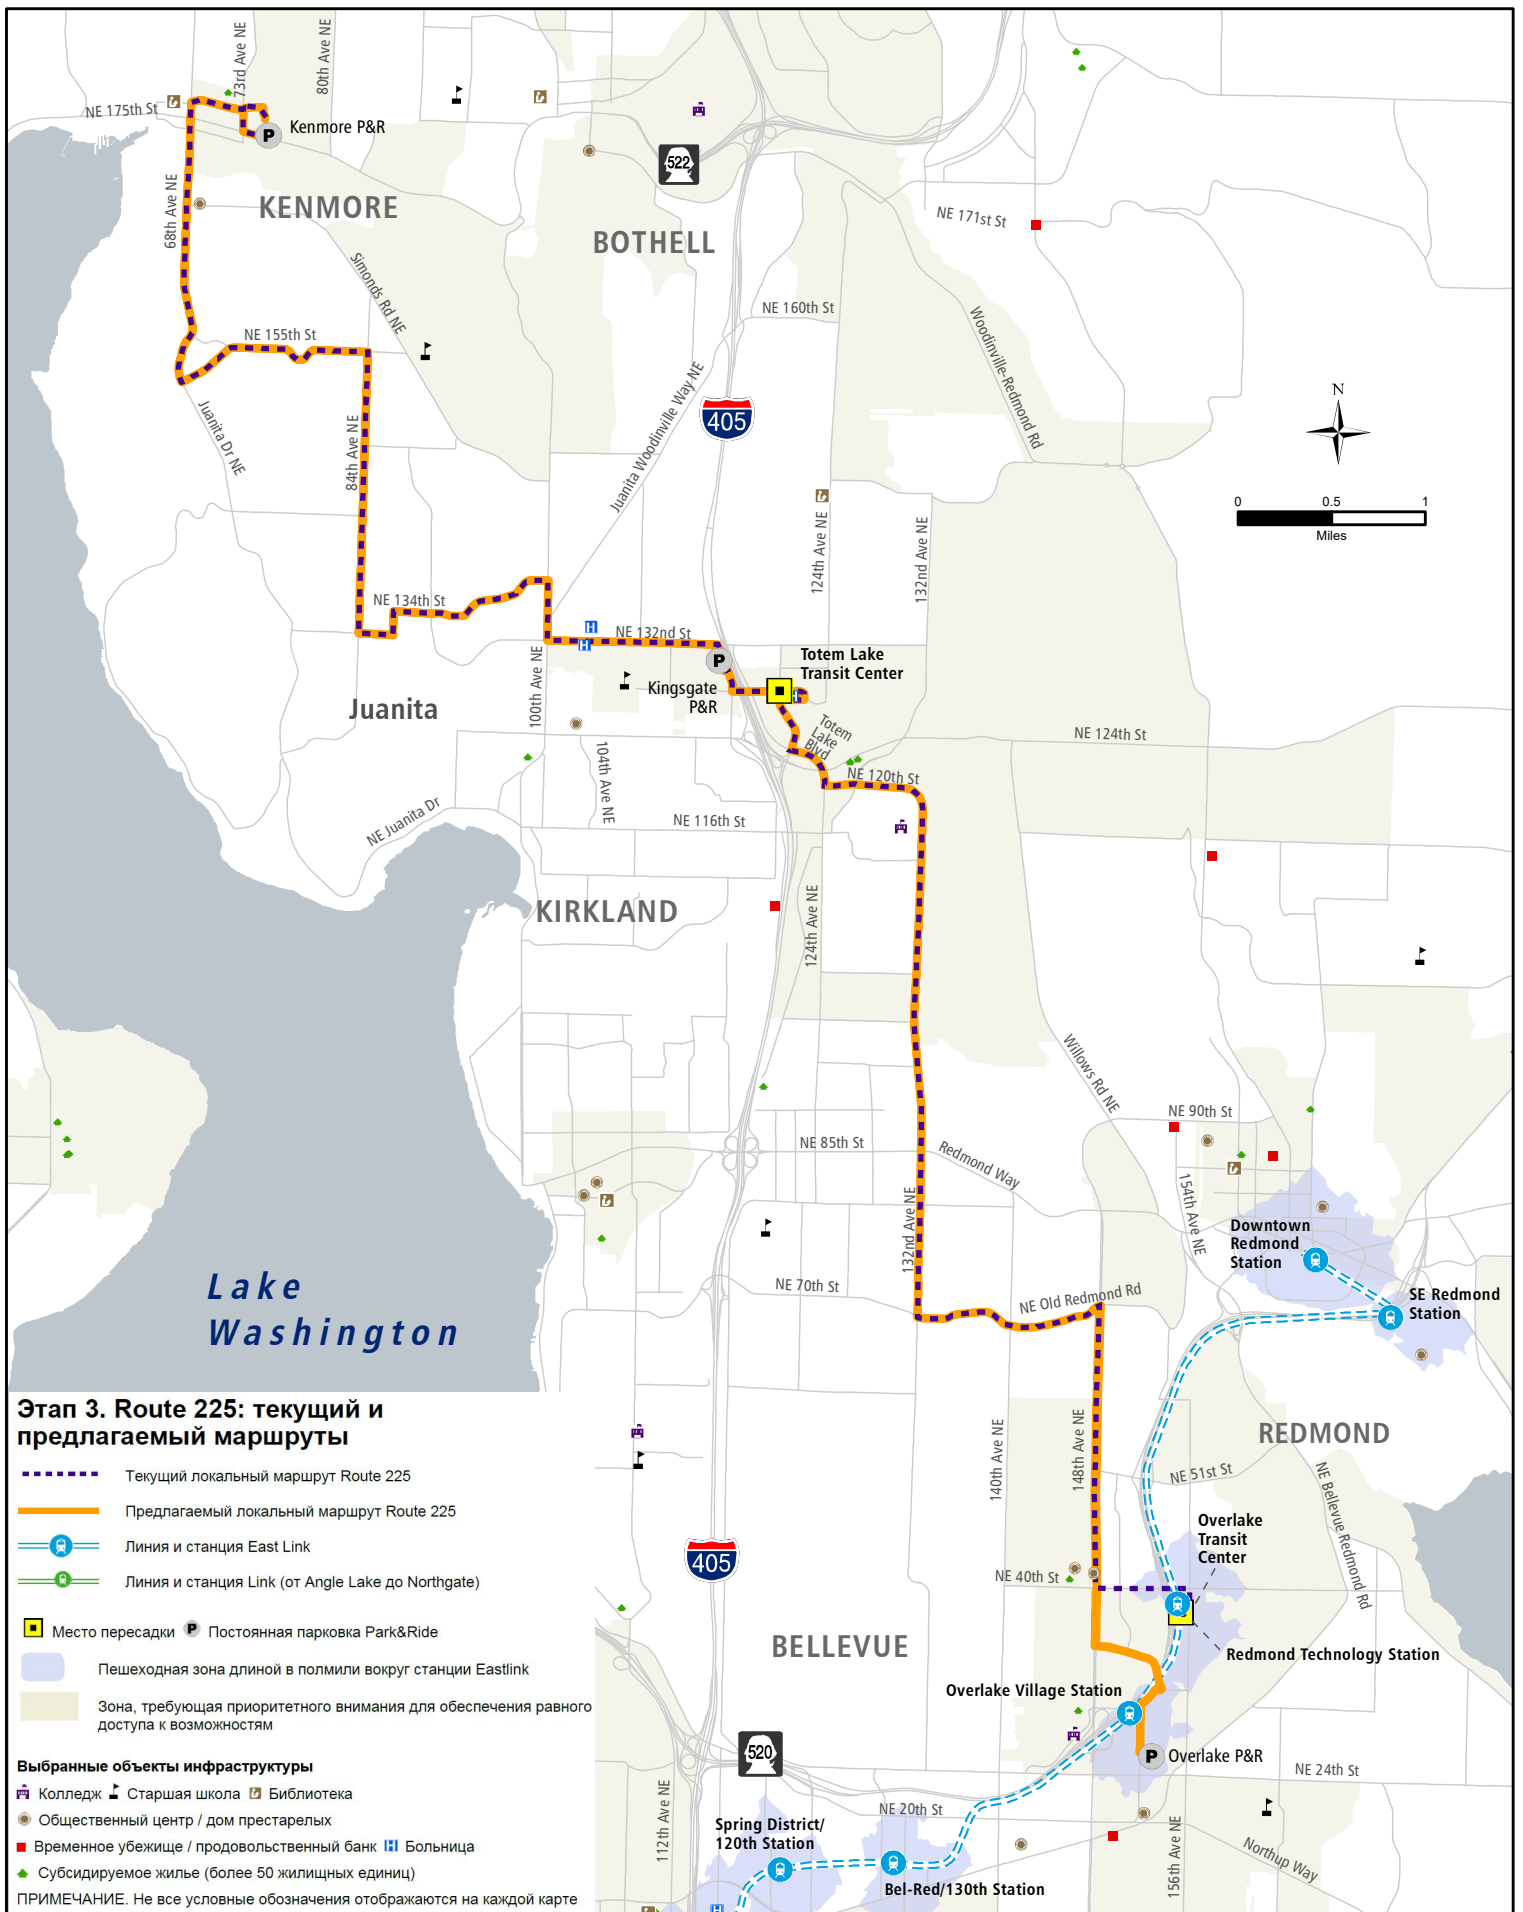 73rd Ave NE
80th Ave NE
NE 175th St
Kenmore P&R
P
522
68th Ave NE
KENMORE
BOTHELL
NE 171st St
Simonds Rd NE
NE 160th St
NE 155th St
Woodinville-Redmond Rd
Juanita Woodinville Way NE
405
N
Juanita Dr NE
84th Ave NE
0 0.5 1
Miles
124th Ave NE
132nd Ave NE
NE 134th St
NE 132nd St
P
Totem Lake
Transit Center
100th Ave NE
Kingsgate
P&R
Juanita
Totem
Lake
Blvd
NE 124th St
104th Ave NE
NE 120th St
NE Juanita Dr
NE 116th St
KIRKLAND
124th Ave NE
Willows Rd NE
NE 90th St
NE 85th St
Redmond Way
154th Ave NE
132nd Ave NE
Downtown
Redmond
Station
Lake
Washington
NE 70th St
NE Old Redmond Rd
SE Redmond
Station
REDMOND
140th Ave NE
148th Ave NE
NE 51st St
NE Bellevue Redmond Rd
Overlake
Transit
Center
405
NE 40th St
BELLEVUE
Redmond Technology Station
Overlake Village Station
520
P
Overlake P&R
NE 24th St
112th Ave NE
NE 20th St
Spring District/
120th Station
156th Ave NE
Northup Way
Bel-Red/130th Station
Этап 3. Route 225: текущий и
предлагаемый маршруты
Текущий локальный маршрут Route 225
Предлагаемый локальный маршрут Route 225
Линия и станция East Link
Линия и станция Link (от Angle Lake до Northgate)
Место пересадки P Постоянная парковка Park&Ride
Пешеходная зона длиной в полмили вокруг станции Eastlink
Зона, требующая приоритетного внимания для обеспечения равного
доступа к возможностям
Выбранные объекты инфраструктуры
Колледж Старшая школа Библиотека
Общественный центр / дом престарелых
Временное убежище / продовольственный банк H Больница
Субсидируемое жилье (более 50 жилищных единиц)
ПРИМЕЧАНИЕ. Не все условные обозначения отображаются на каждой карте